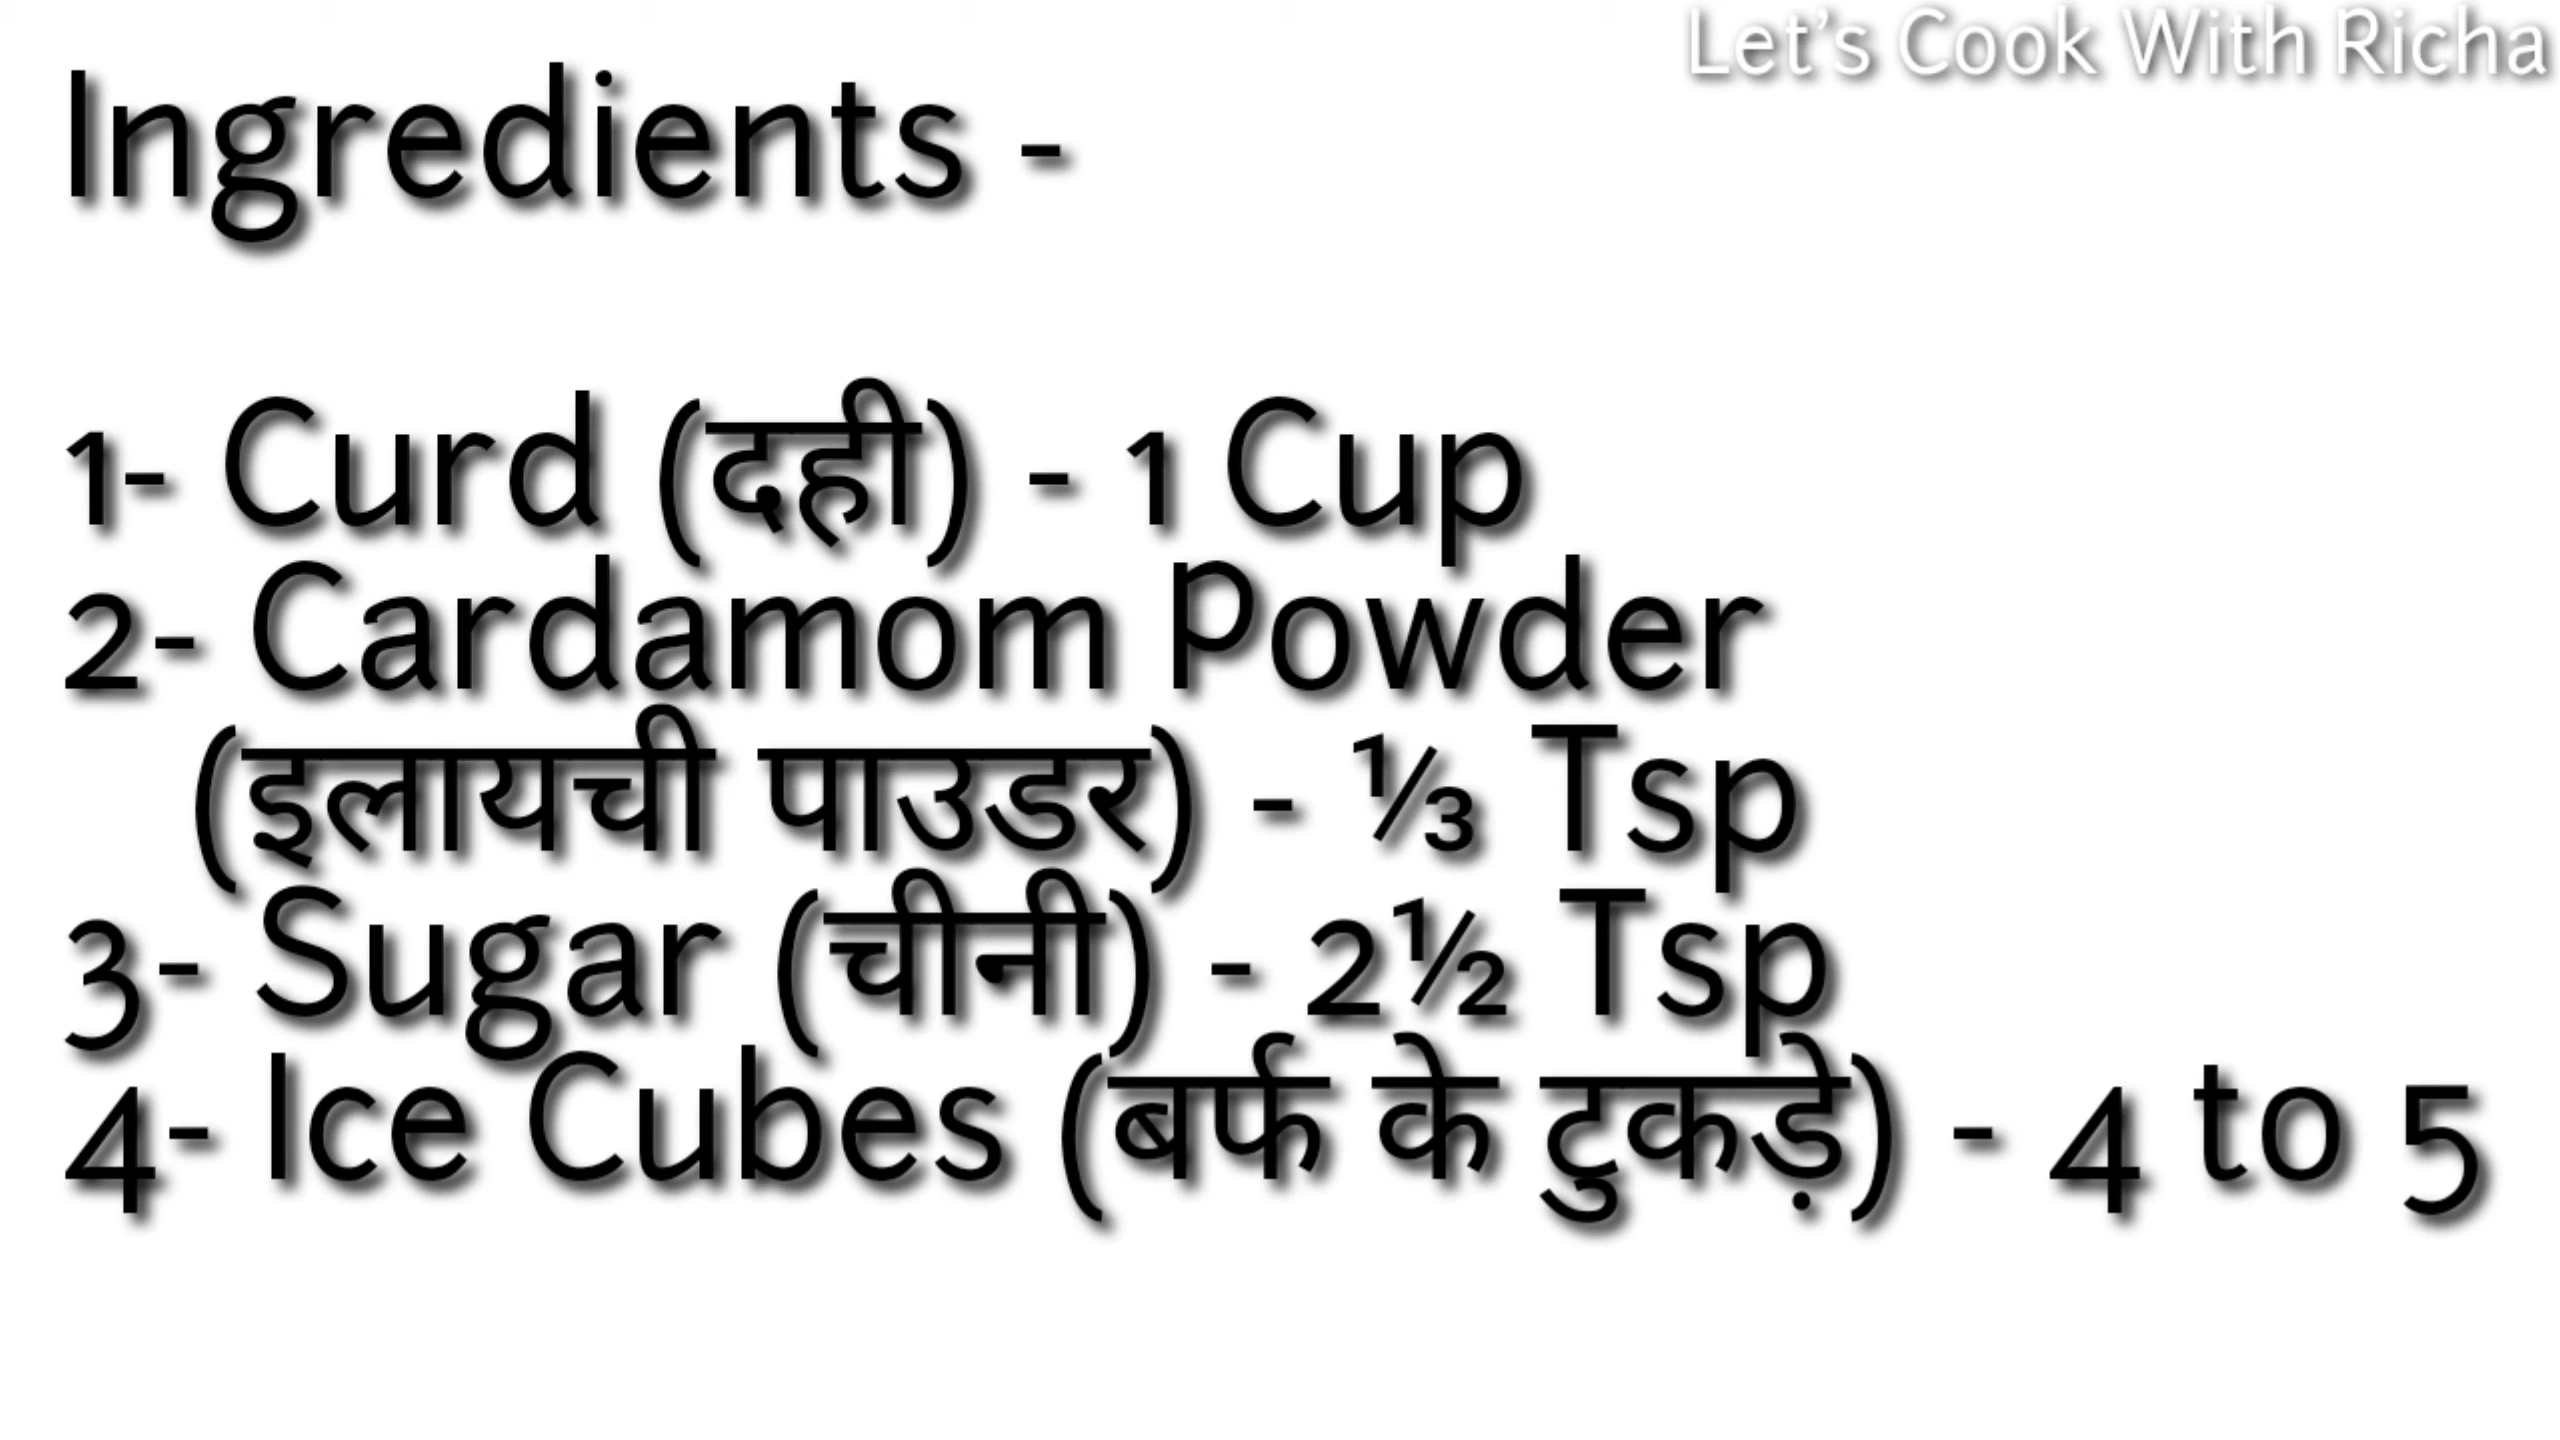 Let's Cook With Richa
Ingredients -
1- Curd (दही) - 1 Cup
2- Cardamom Powder
(इलायची पाउडर) - ⅓ Tsp
3- Sugar (चीनी) - 2½ Tsp
4- Ice Cubes (बर्फ के टुकड़े) - 4 to 5